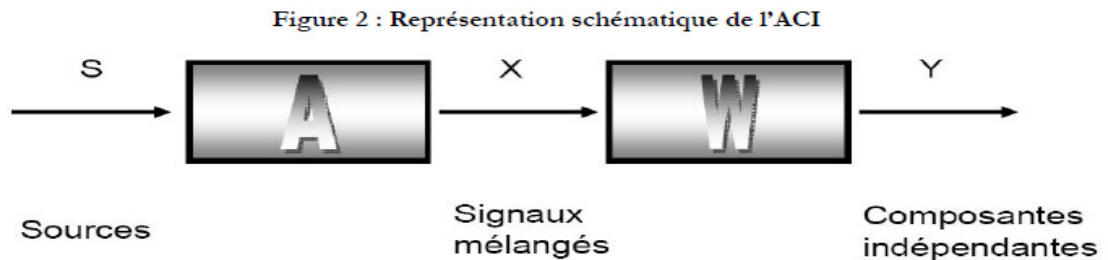 Figure 2 : Représentation schématique de l'ACI
S
X
Y
A
W
Sources
Signaux
mélangés
Composantes
indépendantes